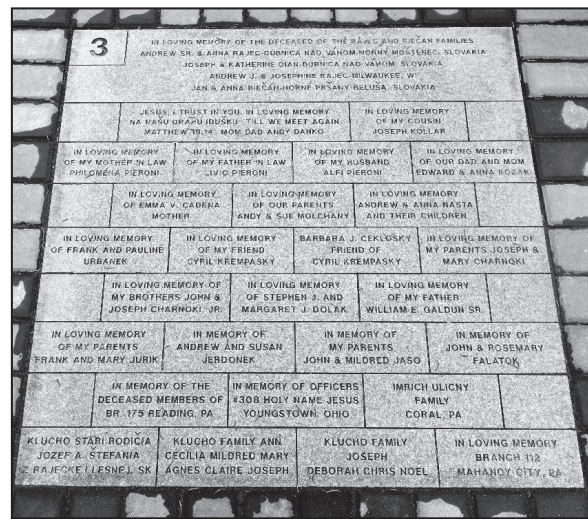 3
IN LOVING MEMORY OF THE DECEASED OF THE RAJEC AND RIEČAN FAMILIES
ANDREW SR. & ANNA RAJEC-DUBNICA NAD VAHOM-HORNÝ MOSTENEC, SLOVAKIA
JOSEPH & KATHERINE DIAN-DUBNICA NAD VAHOM, SLOVAKIA
ANDREW J. & JOSEPHINE RAJEC-MILWAUKEE, WI
JAN & ANNA RIEČAN-HORNE PRSANY-BELUSA, SLOVAKIA
JESUS, I TRUST IN YOU. IN LOVING MEMORY
NA NAŠU DRAHÚ IDUŠKU. TILL WE MEET AGAIN.
MATTHEW 19.14. MOM DAD ANDY DANKO
IN LOVING MEMORY
OF MY COUSIN,
JOSEPH KOLLAR
IN LOVING MEMORY
OF MY MOTHER IN LAW
PHILOMENA PIERONI
IN LOVING MEMORY
OF MY FATHER IN LAW
LIVIO PIERONI
IN LOVING MEMORY
OF MY HUSBAND
ALFI PIERONI
IN LOVING MEMORY
OF OUR DAD AND MOM
EDWARD & ANNA KOZAK
IN LOVING MEMORY
OF EMMA V. CADENA
MOTHER
IN LOVING MEMORY
OF OUR PARENTS
ANDY & SUE MOLCHANY
IN LOVING MEMORY
ANDREW & ANNA NASTA
AND THEIR CHILDREN
IN LOVING MEMORY
OF FRANK AND PAULINE
URBANEK
IN LOVING MEMORY
OF MY FRIEND
CYRIL KREMPASKY
BARBARA J. CEKLOSKY
FRIEND OF
CYRIL KREMPASKY
IN LOVING MEMORY OF
MY PARENTS JOSEPH &
MARY CHARNOKI
IN LOVING MEMORY OF
MY BROTHERS JOHN &
JOSEPH CHARNOKI, JR.
IN LOVING MEMORY
OF STEPHEN J. AND
MARGARET J. DOLAK
IN LOVING MEMORY
OF MY FATHER
WILLIAM E. GALDUN SR.
IN LOVING MEMORY
OF MY PARENTS
FRANK AND MARY JURIK
IN MEMORY OF
ANDREW AND SUSAN
JERDONEK
IN MEMORY OF
MY PARENTS
JOHN & MILDRED JASO
IN MEMORY OF
JOHN & ROSEMARY
FALATOK
IN MEMORY OF THE
DECEASED MEMBERS OF
BR. 175 READING, PA
IN MEMORY OF OFFICERS
#308 HOLY NAME JESUS
YOUNGSTOWN, OHIO
IMRICH ULICNY
FAMILY
CORAL, PA
KLUCHO STARI RODIČIA
JOZEF A. ŠTEFANIA
Z RAJECKEJ LESNEJ, SK
KLUCHO FAMILY ANN
CECILIA MILDRED MARY
AGNES CLAIRE JOSEPH
KLUCHO FAMILY
JOSEPH
DEBORAH CHRIS NOEL
IN LOVING MEMORY
BRANCH 112
MAHANOY CITY, PA